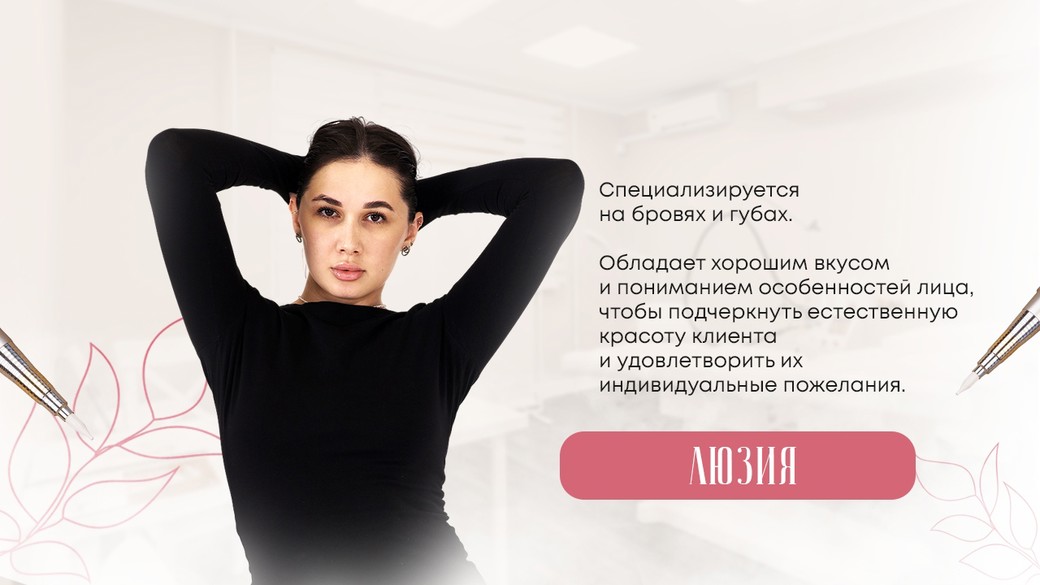 Специализируется
на бровях и губах.
Обладает хорошим вкусом
и пониманием особенностей лица,
чтобы подчеркнуть естественную
красоту клиента
и удовлетворить их
индивидуальные пожелания.
ЛЮЗИЯ